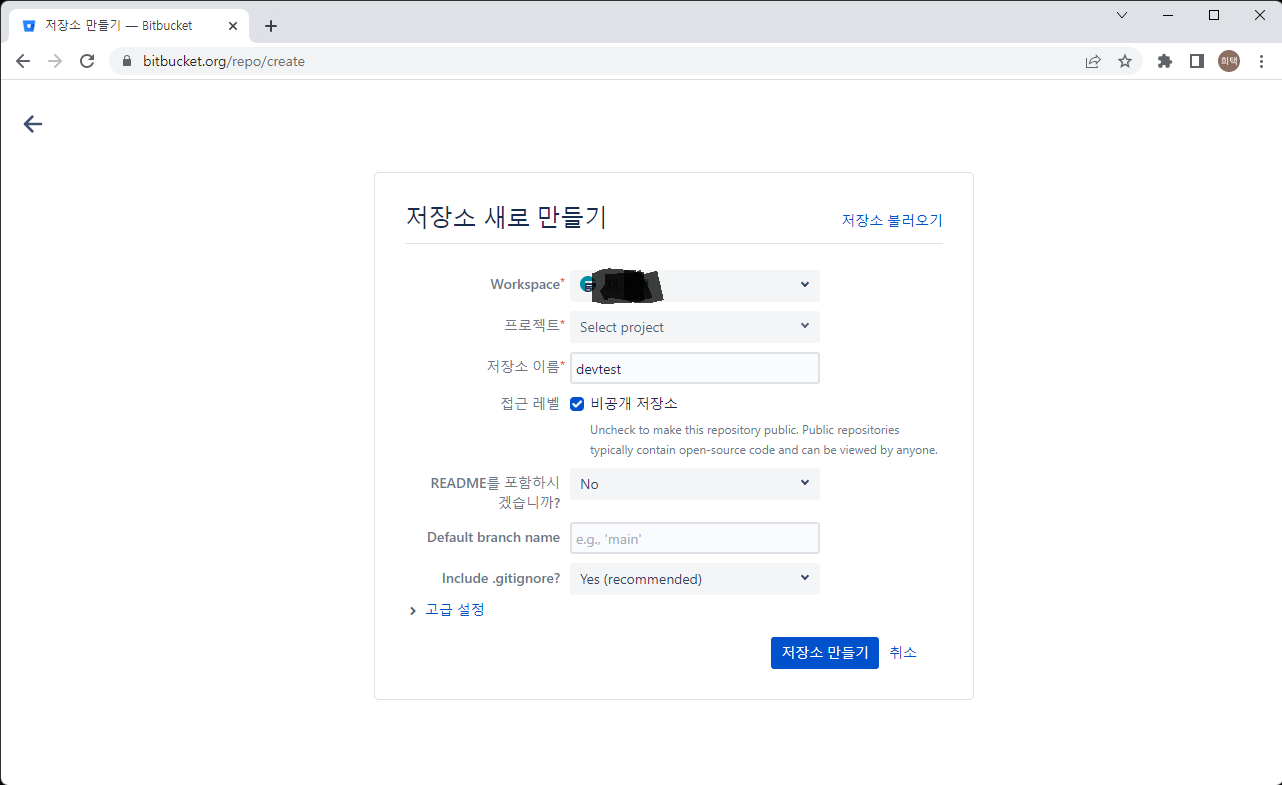 저장소 만들기 — Bitbucket
bitbucket.org/repo/create
희택
저장소 새로 만들기
저장소 불러오기
Workspace*
프로젝트*
Select project
저장소 이름*
devtest
접근 레벨
비공개 저장소
Uncheck to make this repository public. Public repositories
typically contain open-source code and can be viewed by anyone.
README를 포함하시
겠습니까?
No
Default branch name
e.g., 'main'
Include .gitignore?
Yes (recommended)
고급 설정
저장소 만들기
취소